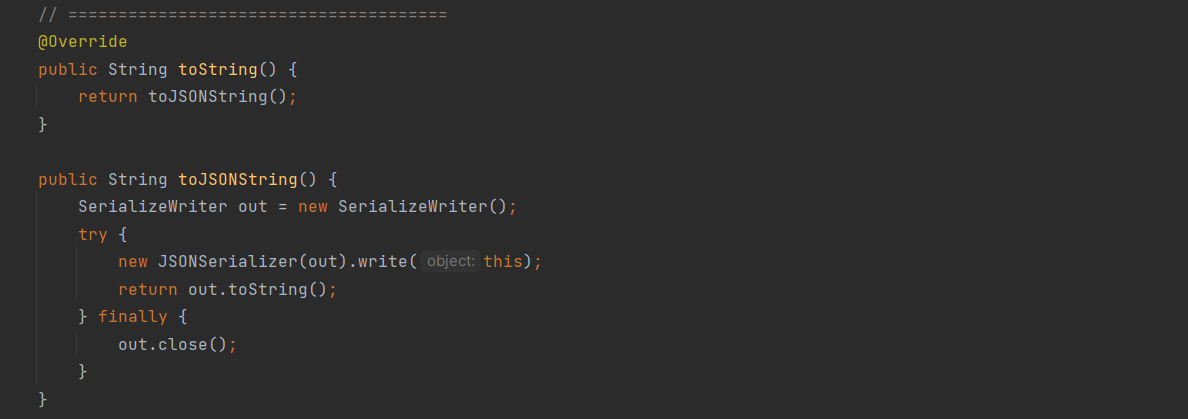 // ======================================
@Override
public String toString() {
return toJSONString();
}
public String toJSONString() {
SerializeWriter out = new SerializeWriter();
try {
new JSONSerializer(out).write( object: this);
return out.toString();
} finally {
out.close();
}
}